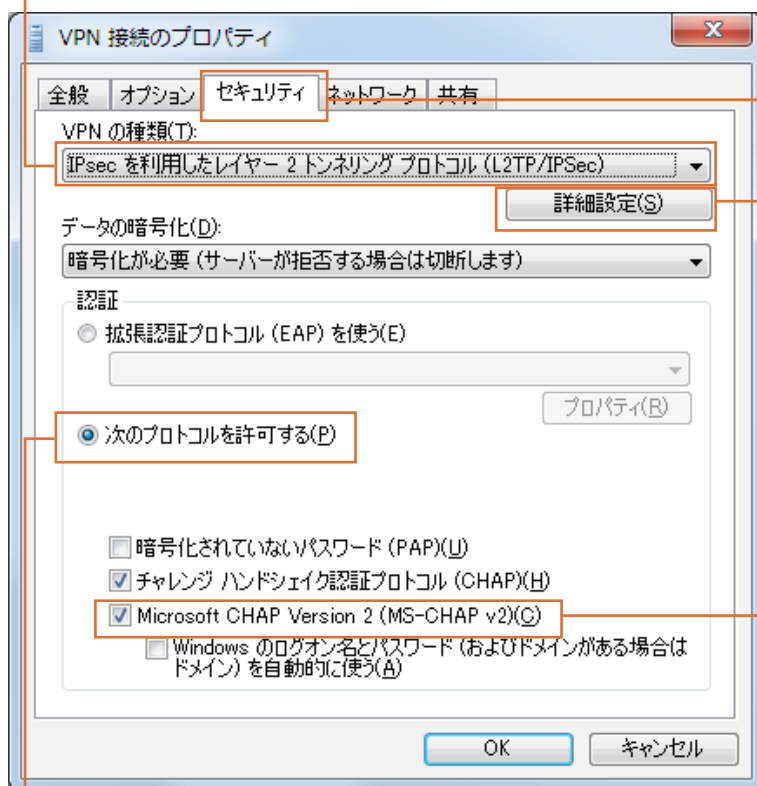 VPN 接続のプロパティ
全般 オプション セキュリティ ネットワーク 共有
VPN の種類(T):
IPsec を利用したレイヤー 2 トンネリング プロトコル (L2TP/IPSec)
詳細設定(S)
データの暗号化(D):
暗号化が必要 (サーバーが拒否する場合は切断します)
認証
拡張認証プロトコル (EAP) を使う(E)
プロパティ(R)
次のプロトコルを許可する(P)
暗号化されていないパスワード (PAP)(U)
チャレンジ ハンドシェイク認証プロトコル (CHAP)(H)
Microsoft CHAP Version 2 (MS-CHAP v2)(C)
Windows のログオン名とパスワード (およびドメインがある場合は
ドメイン) を自動的に使う(A)
OK キャンセル